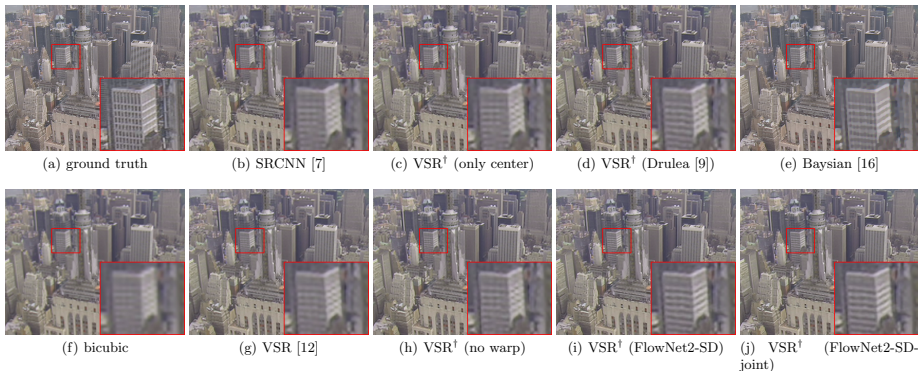 (a) ground truth
(b) SRCNN [7]
(c) VSR† (only center)
(d) VSR† (Drulea [9])
(e) Baysian [16]
(f) bicubic
(g) VSR [12]
(h) VSR† (no warp)
(i) VSR† (FlowNet2-SD)
(j) VSR† (FlowNet2-SD-
joint)